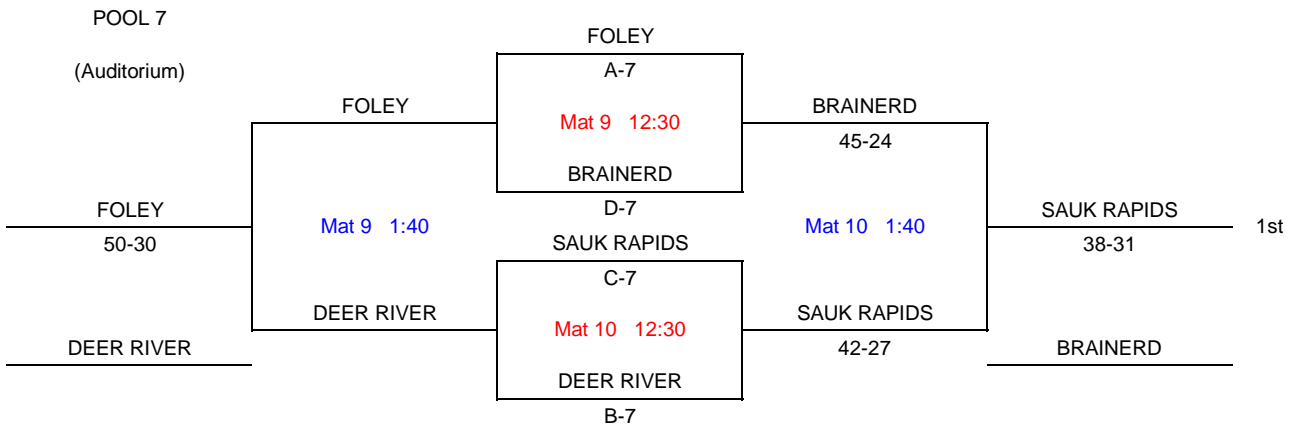 POOL 7
FOLEY
(Auditorium)
A-7
FOLEY
BRAINERD
Mat 9 12:30
45-24
BRAINERD
FOLEY
D-7
SAUK RAPIDS
Mat 9 1:40
Mat 10 1:40
1st
50-30
SAUK RAPIDS
38-31
C-7
DEER RIVER
SAUK RAPIDS
Mat 10 12:30
DEER RIVER
42-27
BRAINERD
DEER RIVER
B-7